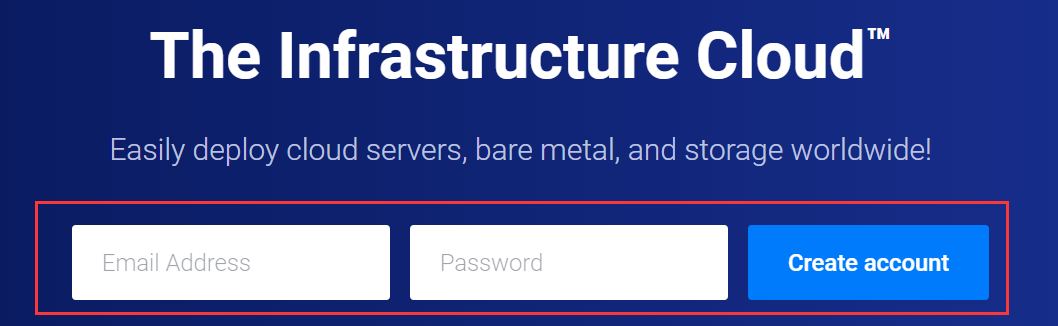 The Infrastructure Cloud™
Easily deploy cloud servers, bare metal, and storage worldwide!
Email Address Password Create account